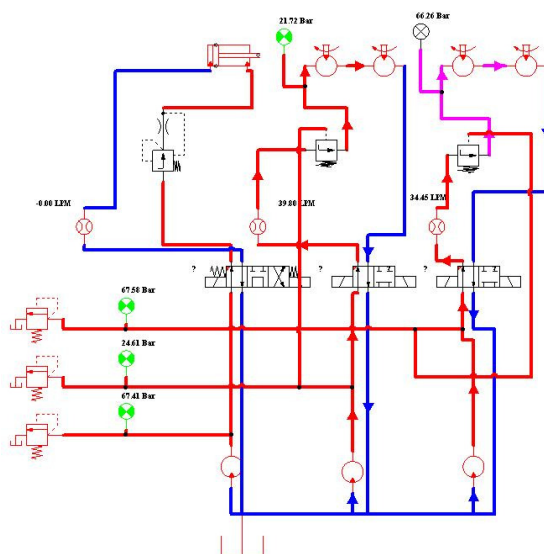 21.72 Bar
66.26 Bar
-0.00 LPM
39.80 LPM
34.45 LPM
?
?
?
67.58 Bar
24.61 Bar
67.41 Bar